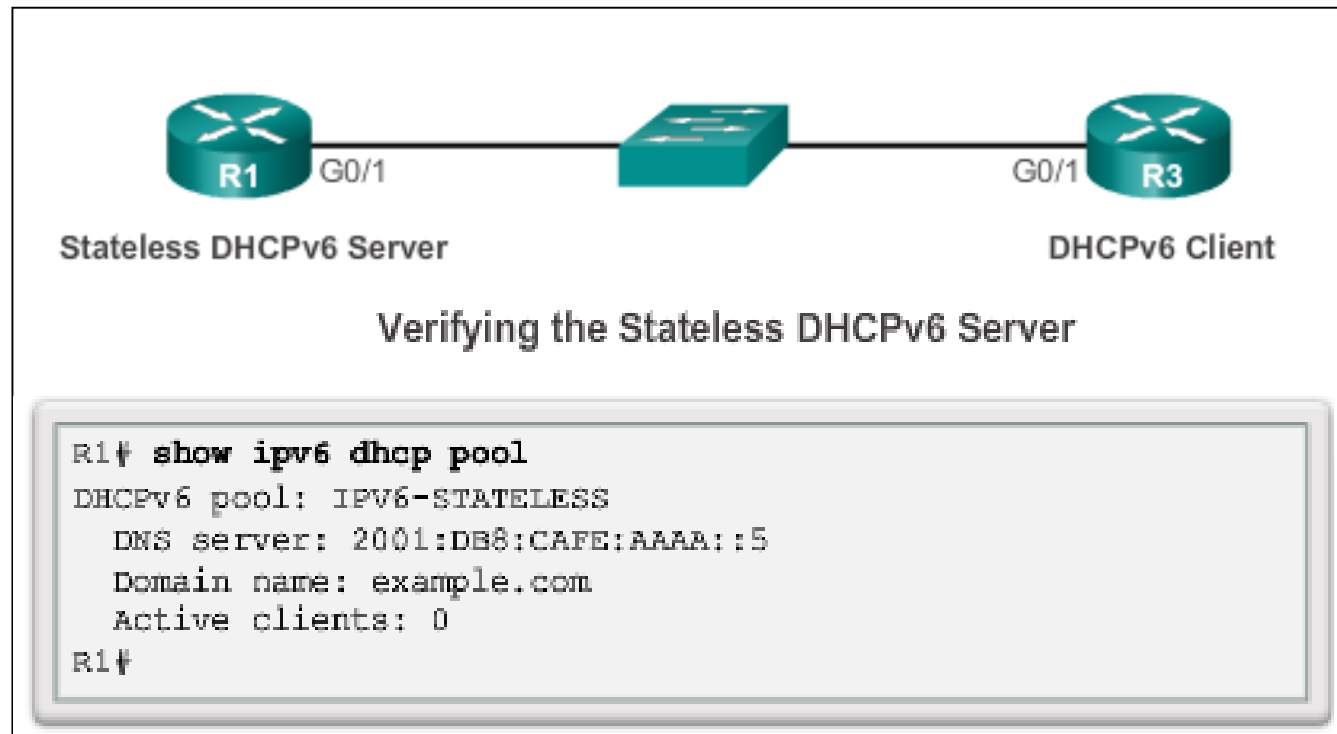 R1
G0/1
G0/1
R3
Stateless DHCPv6 Server
DHCPv6 Client
Verifying the Stateless DHCPv6 Server
R1# show ipv6 dhcp pool
DHCPv6 pool: IPV6-STATELESS
DNS server: 2001:DB8:CAFE:AAAA::5
Domain name: example.com
Active clients: 0
R1#